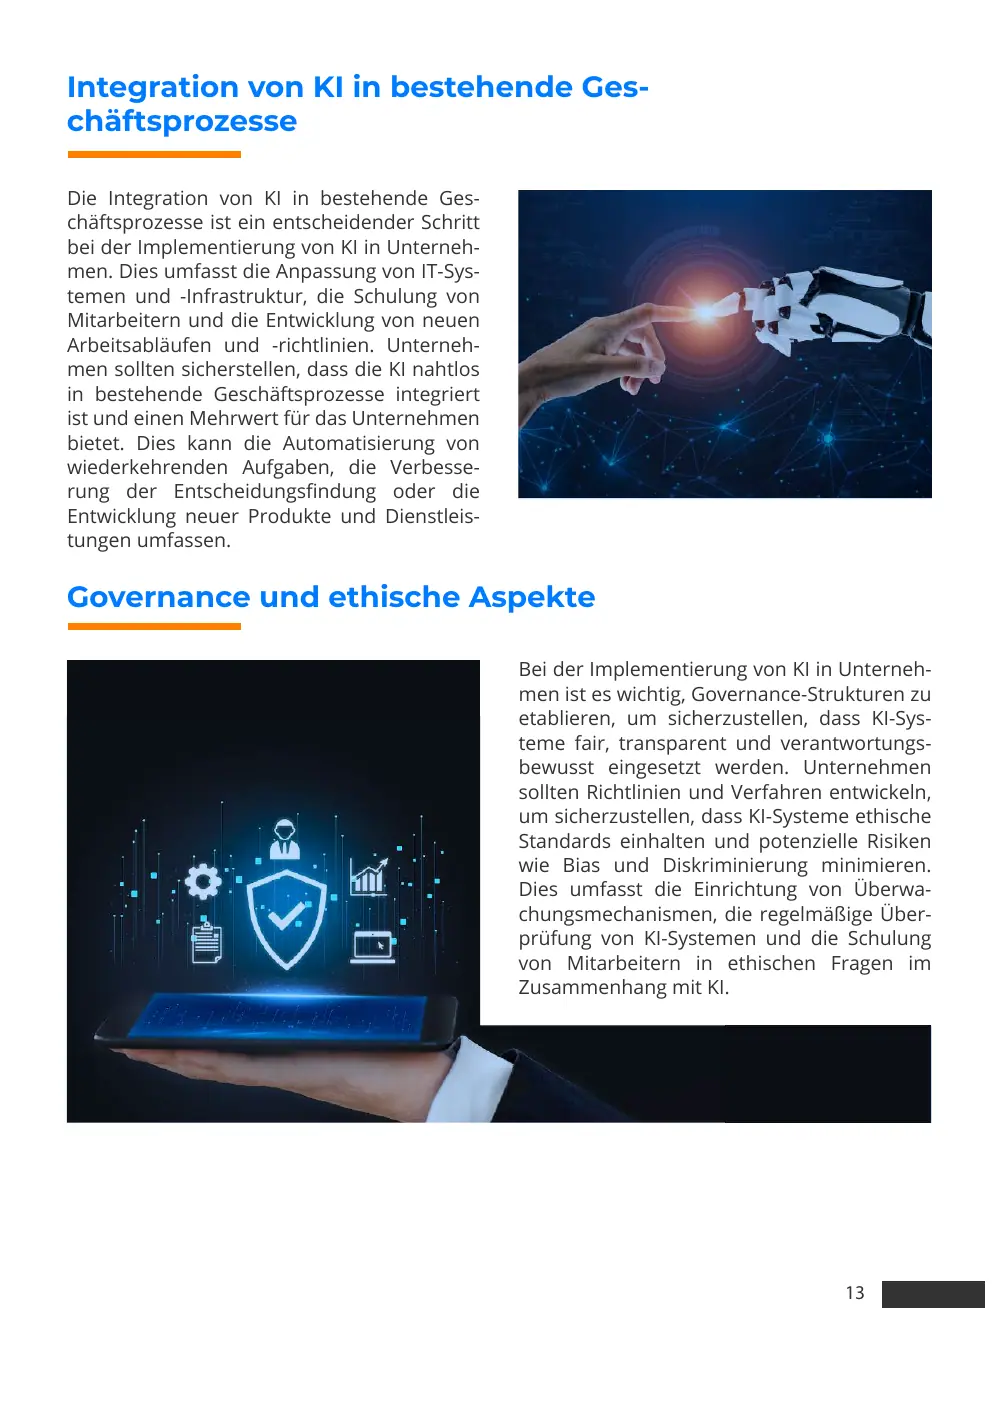 Integration von KI in bestehende Ges-
chäftsprozesse
Die Integration von KI in bestehende Ges-
chäftsprozesse ist ein entscheidender Schritt
bei der Implementierung von KI in Unterneh-
men. Dies umfasst die Anpassung von IT-Sys-
temen und -Infrastruktur, die Schulung von
Mitarbeitern und die Entwicklung von neuen
Arbeitsabläufen und -richtlinien. Unterneh-
men sollten sicherstellen, dass die KI nahtlos
in bestehende Geschäftsprozesse integriert
ist und einen Mehrwert für das Unternehmen
bietet. Dies kann die Automatisierung von
wiederkehrenden Aufgaben, die Verbesse-
rung der Entscheidungsfindung oder die
Entwicklung neuer Produkte und Dienstleis-
tungen umfassen.
Governance und ethische Aspekte
Bei der Implementierung von KI in Unterneh-
men ist es wichtig, Governance-Strukturen zu
etablieren, um sicherzustellen, dass KI-Sys-
teme fair, transparent und verantwortungs-
bewusst eingesetzt werden. Unternehmen
sollten Richtlinien und Verfahren entwickeln,
um sicherzustellen, dass KI-Systeme ethische
Standards einhalten und potenzielle Risiken
wie Bias und Diskriminierung minimieren.
Dies umfasst die Einrichtung von Überwa-
chungsmechanismen, die regelmäßige Über-
prüfung von KI-Systemen und die Schulung
von Mitarbeitern in ethischen Fragen im
Zusammenhang mit KI.
13